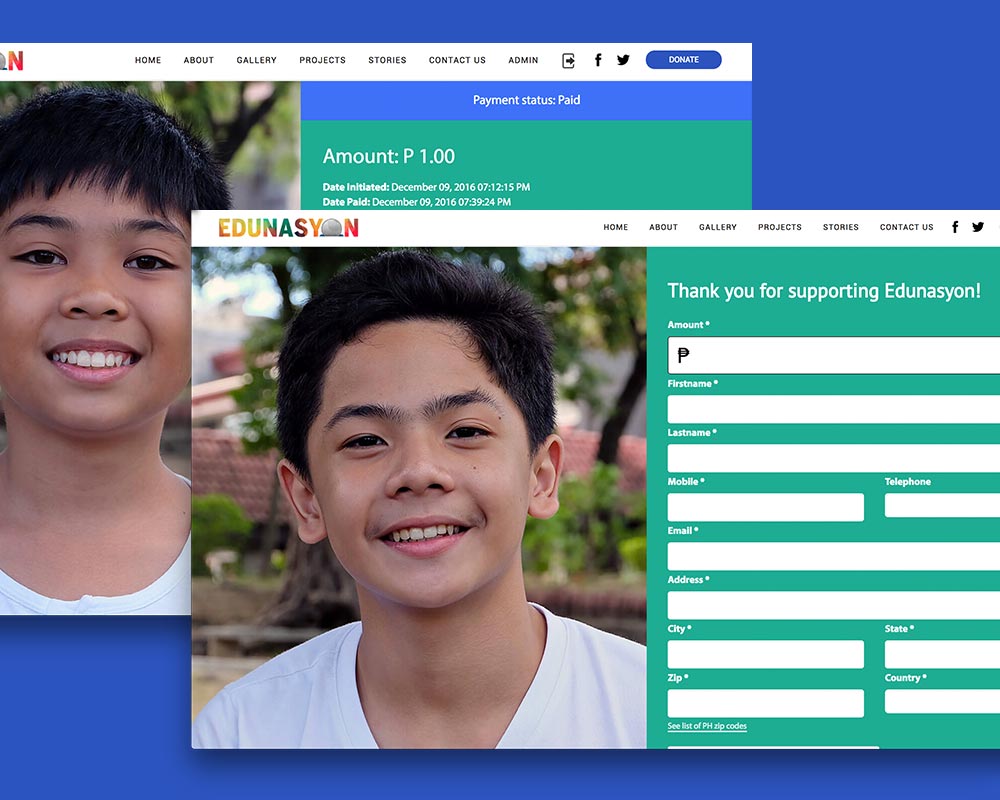 N
HOME ABOUT GALLERY PROJECTS STORIES CONTACT US ADMIN DONATE
Payment status: Paid
Amount: P 1.00
Date Initiated: December 09, 2016 07:12:15 PM
Date Paid: December 09, 2016 07:39:24 PM
EDUNASYON
HOME ABOUT GALLERY PROJECTS STORIES CONTACT US
Thank you for supporting Edunasyon!
Amount *
₱
Firstname *
Lastname *
Mobile * Telephone
Email *
Address *
City * State *
Zip * Country *
See list of PH zip codes